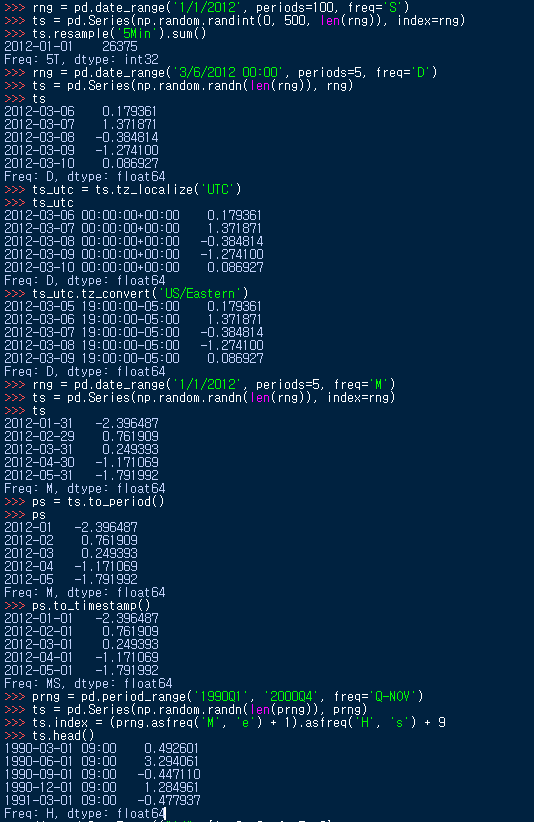 >>> rng = pd.date_range('1/1/2012', periods=100, freq='S')
>>> ts = pd.Series(np.random.randint(0, 500, len(rng)), index=rng)
>>> ts.resample('5Min').sum()
2012-01-01    26375
Freq: 5T, dtype: int32
>>> rng = pd.date_range('3/6/2012 00:00', periods=5, freq='D')
>>> ts = pd.Series(np.random.randn(len(rng)), rng)
>>> ts
2012-03-06    0.179361
2012-03-07    1.371871
2012-03-08   -0.384814
2012-03-09   -1.274100
2012-03-10    0.086927
Freq: D, dtype: float64
>>> ts_utc = ts.tz_localize('UTC')
>>> ts_utc
2012-03-06 00:00:00+00:00    0.179361
2012-03-07 00:00:00+00:00    1.371871
2012-03-08 00:00:00+00:00   -0.384814
2012-03-09 00:00:00+00:00   -1.274100
2012-03-10 00:00:00+00:00    0.086927
Freq: D, dtype: float64
>>> ts_utc.tz_convert('US/Eastern')
2012-03-05 19:00:00-05:00    0.179361
2012-03-06 19:00:00-05:00    1.371871
2012-03-07 19:00:00-05:00   -0.384814
2012-03-08 19:00:00-05:00   -1.274100
2012-03-09 19:00:00-05:00    0.086927
Freq: D, dtype: float64
>>> rng = pd.date_range('1/1/2012', periods=5, freq='M')
>>> ts = pd.Series(np.random.randn(len(rng)), index=rng)
>>> ts
2012-01-31   -2.396487
2012-02-29    0.761909
2012-03-31    0.249393
2012-04-30   -1.171069
2012-05-31   -1.791992
Freq: M, dtype: float64
>>> ps = ts.to_period()
>>> ps
2012-01   -2.396487
2012-02    0.761909
2012-03    0.249393
2012-04   -1.171069
2012-05   -1.791992
Freq: M, dtype: float64
>>> ps.to_timestamp()
2012-01-01   -2.396487
2012-02-01    0.761909
2012-03-01    0.249393
2012-04-01   -1.171069
2012-05-01   -1.791992
Freq: MS, dtype: float64
>>> prng = pd.period_range('1990Q1', '2000Q4', freq='Q-NOV')
>>> ts = pd.Series(np.random.randn(len(prng)), prng)
>>> ts.index = (prng.asfreq('M', 'e') + 1).asfreq('H', 's') + 9
>>> ts.head()
1990-03-01 09:00    0.492601
1990-06-01 09:00    3.294061
1990-09-01 09:00   -0.447110
1990-12-01 09:00    1.284961
1991-03-01 09:00   -0.477937
Freq: H, dtype: float64